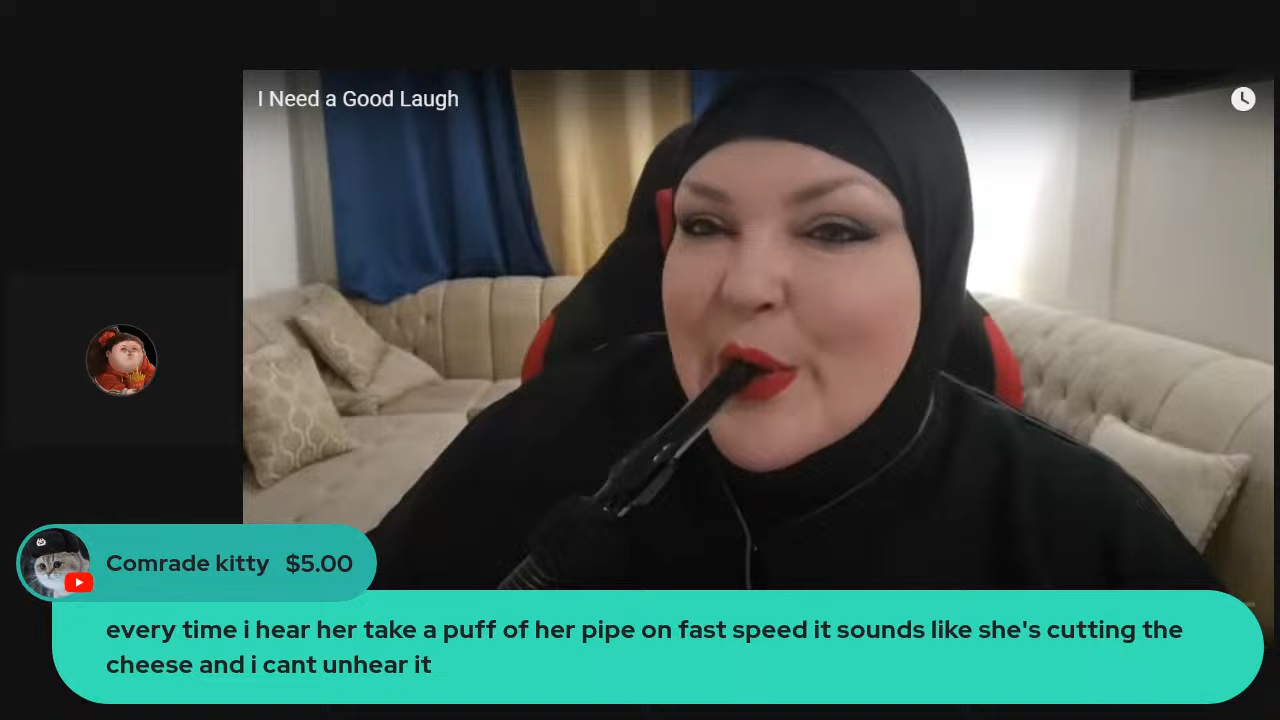 I Need a Good Laugh
Comrade kitty $5.00
every time i hear her take a puff of her pipe on fast speed it sounds like she's cutting the
cheese and i cant unhear it